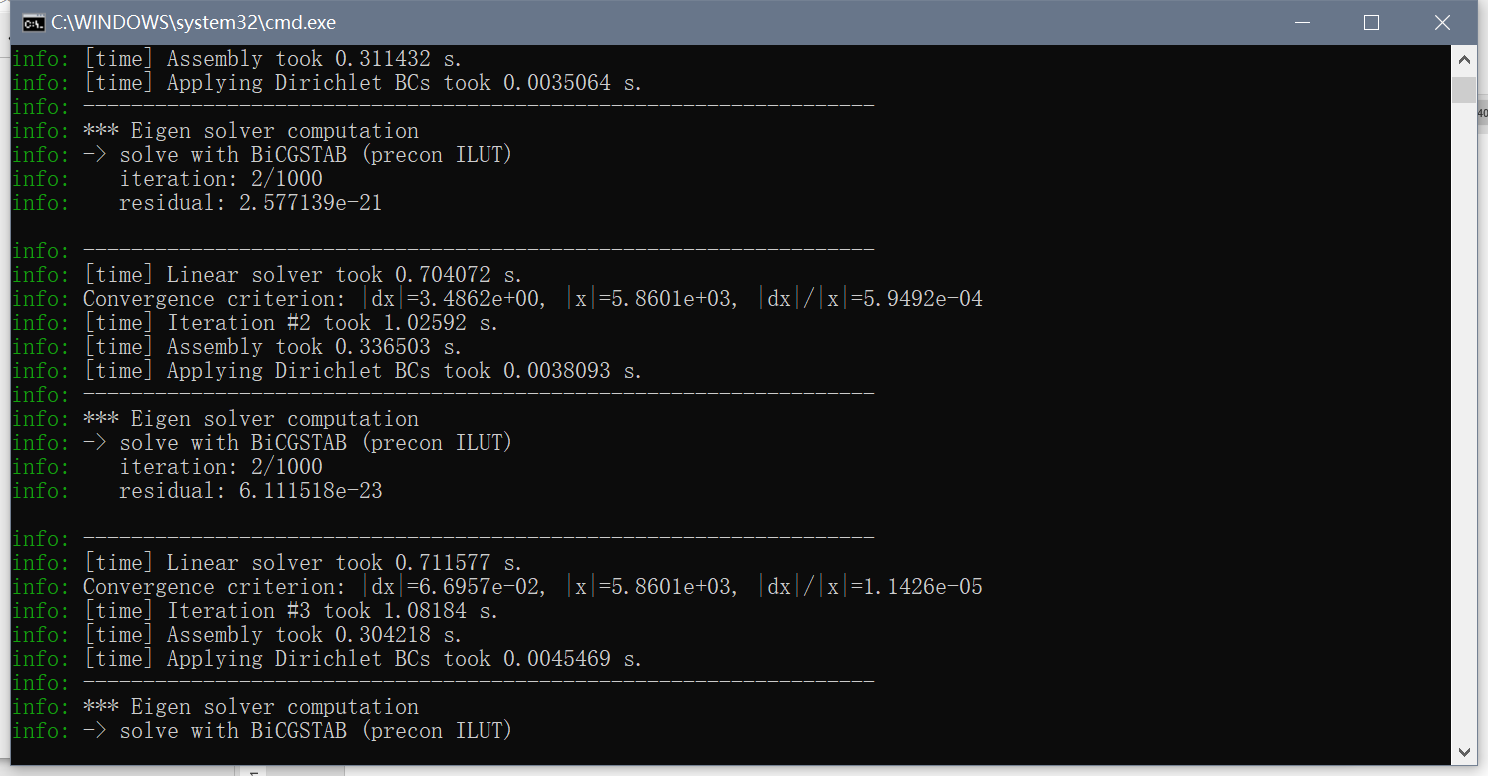 C:\WINDOWS\system32\cmd.exe
info: [time] Assembly took 0.311432 s.
info: [time] Applying Dirichlet BCs took 0.0035064 s.
info: ------------------------------------------------------------------
info: *** Eigen solver computation
info: -> solve with BiCGSTAB (precon ILUT)
info:    iteration: 2/1000
info:    residual: 2.577139e-21
info: ------------------------------------------------------------------
info: [time] Linear solver took 0.704072 s.
info: Convergence criterion: |dx|=3.4862e+00, |x|=5.8601e+03, |dx|/|x|=5.9492e-04
info: [time] Iteration #2 took 1.02592 s.
info: [time] Assembly took 0.336503 s.
info: [time] Applying Dirichlet BCs took 0.0038093 s.
info: ------------------------------------------------------------------
info: *** Eigen solver computation
info: -> solve with BiCGSTAB (precon ILUT)
info:    iteration: 2/1000
info:    residual: 6.111518e-23
info: ------------------------------------------------------------------
info: [time] Linear solver took 0.711577 s.
info: Convergence criterion: |dx|=6.6957e-02, |x|=5.8601e+03, |dx|/|x|=1.1426e-05
info: [time] Iteration #3 took 1.08184 s.
info: [time] Assembly took 0.304218 s.
info: [time] Applying Dirichlet BCs took 0.0045469 s.
info: ------------------------------------------------------------------
info: *** Eigen solver computation
info: -> solve with BiCGSTAB (precon ILUT)
40